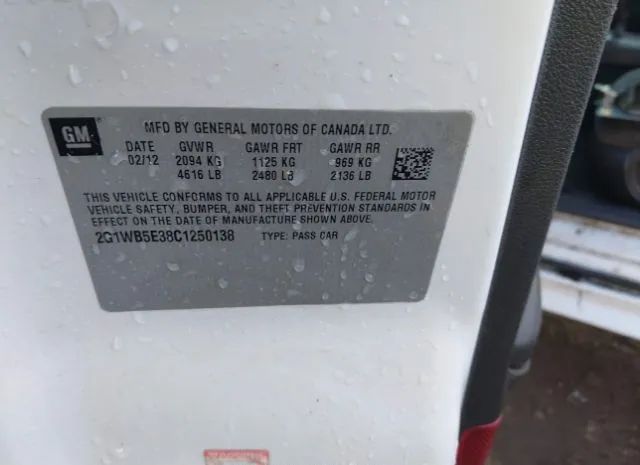 GM
MFD BY GENERAL MOTORS OF CANADA LTD.
DATE GVWR GAWR FRT GAWR RR
02/12 2094 KG 1125 KG 969 KG
4616 LB 2480 LB 2136 LB
THIS VEHICLE CONFORMS TO ALL APPLICABLE U.S. FEDERAL MOTOR
VEHICLE SAFETY, BUMPER, AND THEFT PREVENTION STANDARDS IN
EFFECT ON THE DATE OF MANUFACTURE SHOWN ABOVE.
2G1WB5E38C1250138 TYPE: PASS CAR